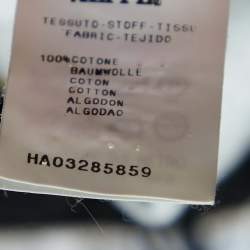 TESSUTO-STOFF-TISSU
FABRIC-TEJIDO
100%COTONE
BAUMWOLLE
COTON
COTTON
ALGODON
ALGODAO
HA03285859